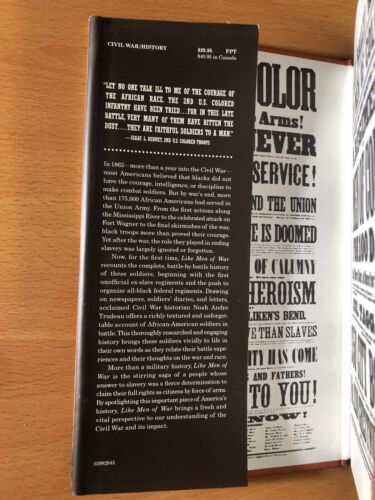 CIVIL WAR/HISTORY
$29.95 FPT
$40.95 in Canada
"LET NO ONE TALK ILL TO ME OF THE COURAGE OF
THE AFRICAN RACE. THE 2ND U.S. COLORED
INFANTRY HAVE BEEN TRIED...FOR IN THIS LATE
BATTLE, VERY MANY OF THEM HAVE BITTEN THE
DUST....THEY ARE FAITHFUL SOLDIERS TO A MAN."
In 1862—more than a year into the Civil War—
most Americans believed that blacks did not
have the courage, intelligence, or discipline to
make combat soldiers. But by war's end, more
than 175,000 African Americans had served in
the Union Army. From the first actions along
the Mississippi River to the celebrated attack on
Fort Wagner to the final skirmishes of the war,
black troops more than proved their courage.
Yet after the war, the role they played in ending
slavery was largely ignored or forgotten.
Now, for the first time, Like Men of War
recounts the complete, battle-by-battle history
of these soldiers, beginning with the first
unofficial ex-slave regiments and the push to
organize all-black federal regiments. Drawing
on newspapers, soldiers' diaries, and letters,
acclaimed Civil War historian Noah Andre
Trudeau offers a richly textured and unforget-
table account of African-American soldiers in
battle. This thoroughly researched and engaging
history brings these soldiers vividly to life in
their own words as they relate their battle expe-
riences and their thoughts on the war and race.
More than a military history, Like Men of
War is the stirring saga of a people whose
answer to slavery was a fierce determination to
claim their full rights as citizens by force of arms.
By spotlighting this important piece of America's
history, Like Men of War brings a fresh and
vital perspective to our understanding of the
Civil War and its impact.
02982945
OLOR
Arms!
EVER
SERVICE!
AND THE UNION
E IS DOOMED
OF CALUMNY
HEROISM
LIKEN'S BEND,
VE THAN SLAVES
TY HAS COME
AND FATHERS!
TO YOU!
NOW!